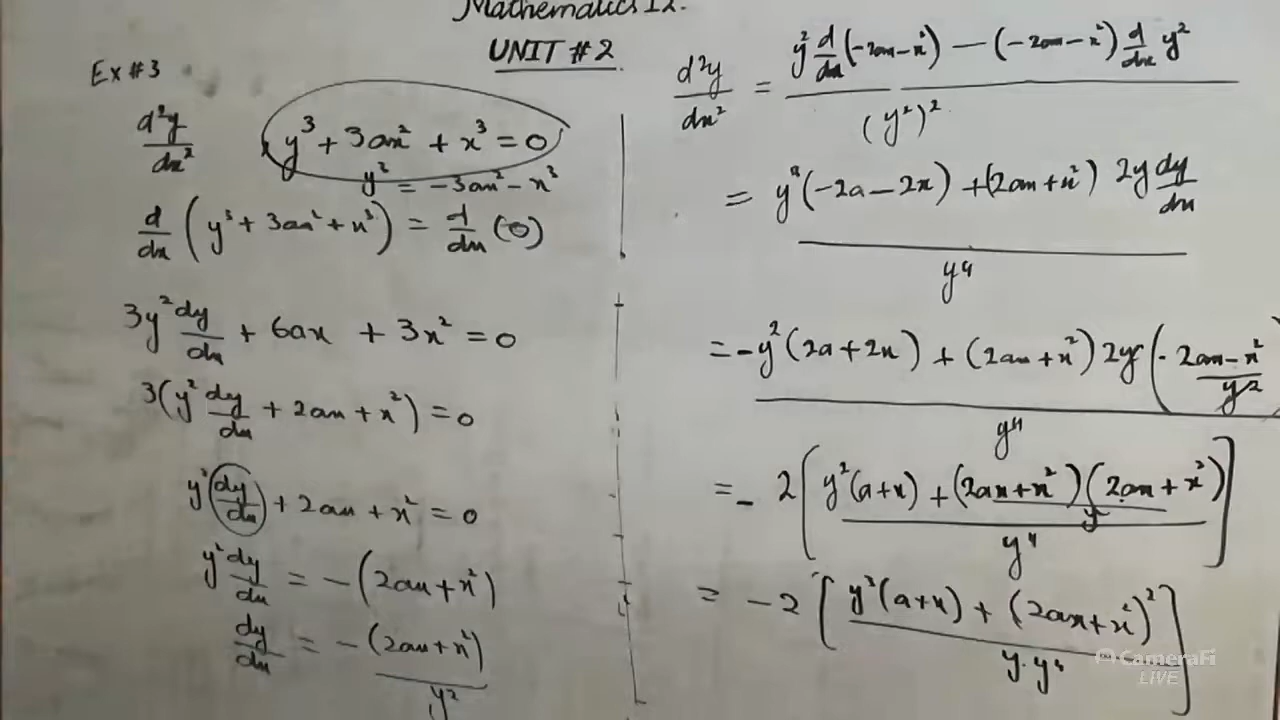 Mathematics 12.
UNIT # 2
Ex # 3
d²y/dx² y³ + 3ax² + x³ = 0
y³ = -3ax² - x³
d/dx (y³ + 3ax² + x³) = d/dx (0)
3y² dy/dx + 6ax + 3x² = 0
3(y² dy/dx + 2ax + x²) = 0
y² (dy/dx) + 2ax + x² = 0
y² dy/dx = -(2ax + x²)
dy/dx = -(2ax + x²)/y²
d²y/dx² = y² d/dx (-2ax - x²) - (-2ax - x²) d/dx y² / (y²)²
= y²(-2a - 2x) + (2ax + x²) 2y dy/dx / y⁴
= -y²(2a + 2x) + (2ax + x²) 2y (-2ax - x²/y²) / y⁴
= -2[y²(a + x) + (2ax + x²)(2ax + x²)/y / y⁴]
= -2[y³(a + x) + (2ax + x²)² / y.y⁴]
CameraFi
LIVE